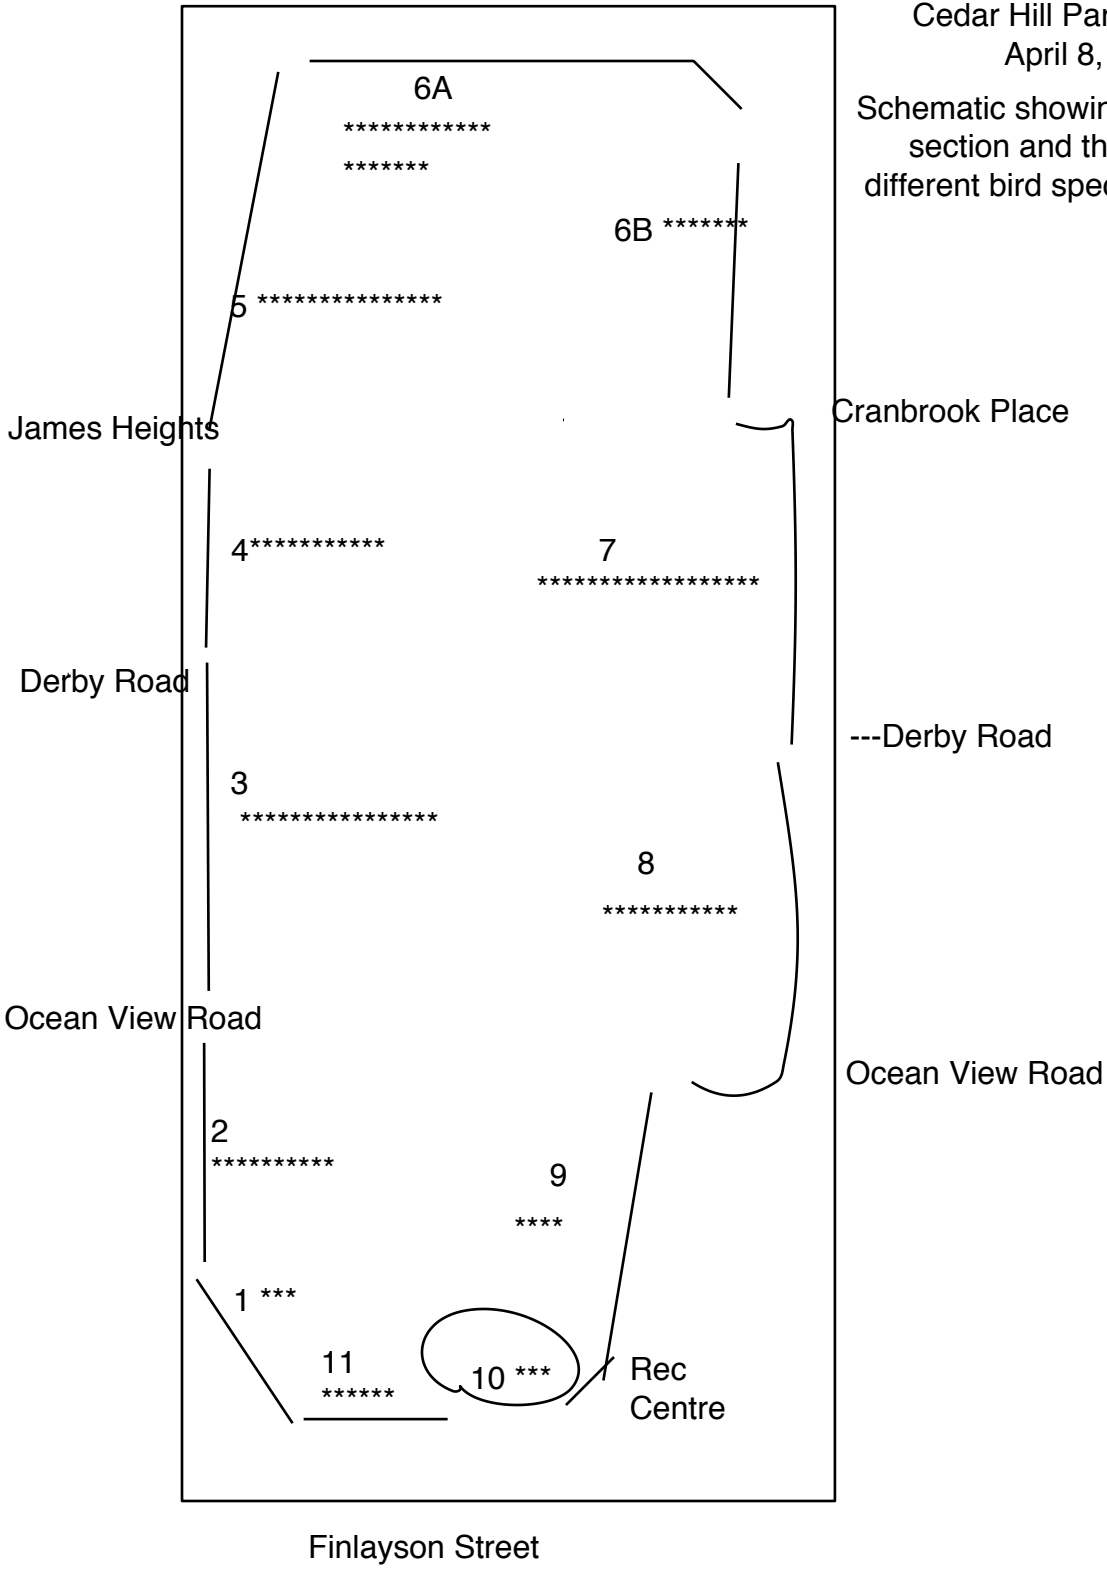 Cedar Hill Par
April 8,
Schematic showin
section and th
different bird spec
6A
************
*******
6B *******
5 ***************
James Heights
Cranbrook Place
4***********
7
******************
Derby Road
---Derby Road
3
****************
8
***********
Ocean View Road
Ocean View Road
2
**********
9
****
1 ***
11
******
10 ***
Rec
Centre
Finlayson Street